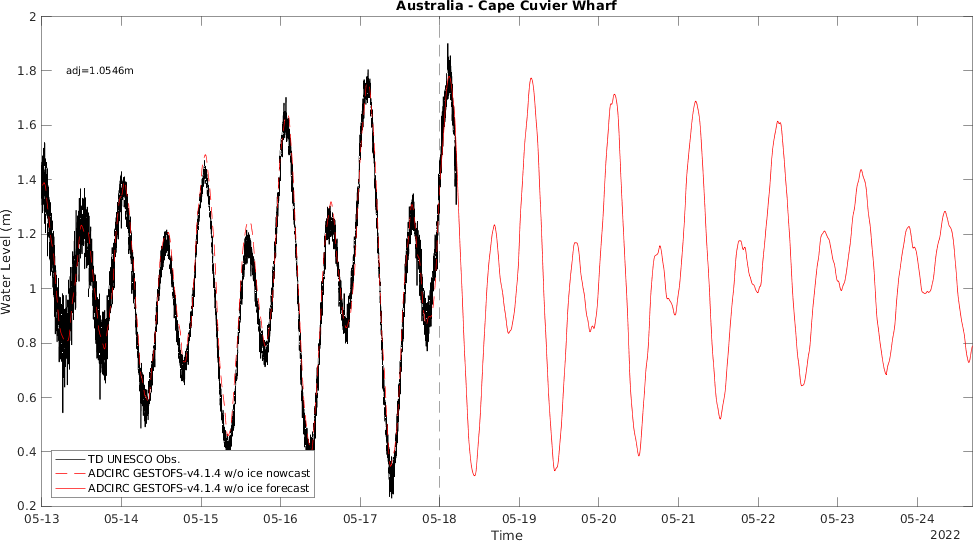 Australia - Cape Cuvier Wharf
adj=1.0546m
Water Level (m)
2
1.8
1.6
1.4
1.2
1
0.8
0.6
0.4
0.2
TD UNESCO Obs.
ADCIRC GESTOFS-v4.1.4 w/o ice nowcast
ADCIRC GESTOFS-v4.1.4 w/o ice forecast
05-13 05-14 05-15 05-16 05-17 05-18 05-19 05-20 05-21 05-22 05-23 05-24
Time
2022